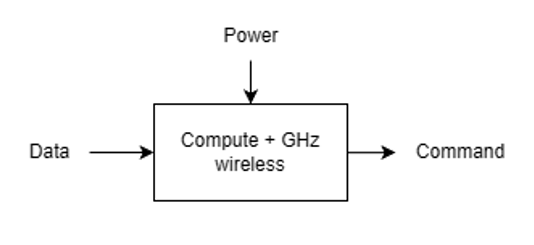 Power
Data
Compute + GHz
wireless
Command